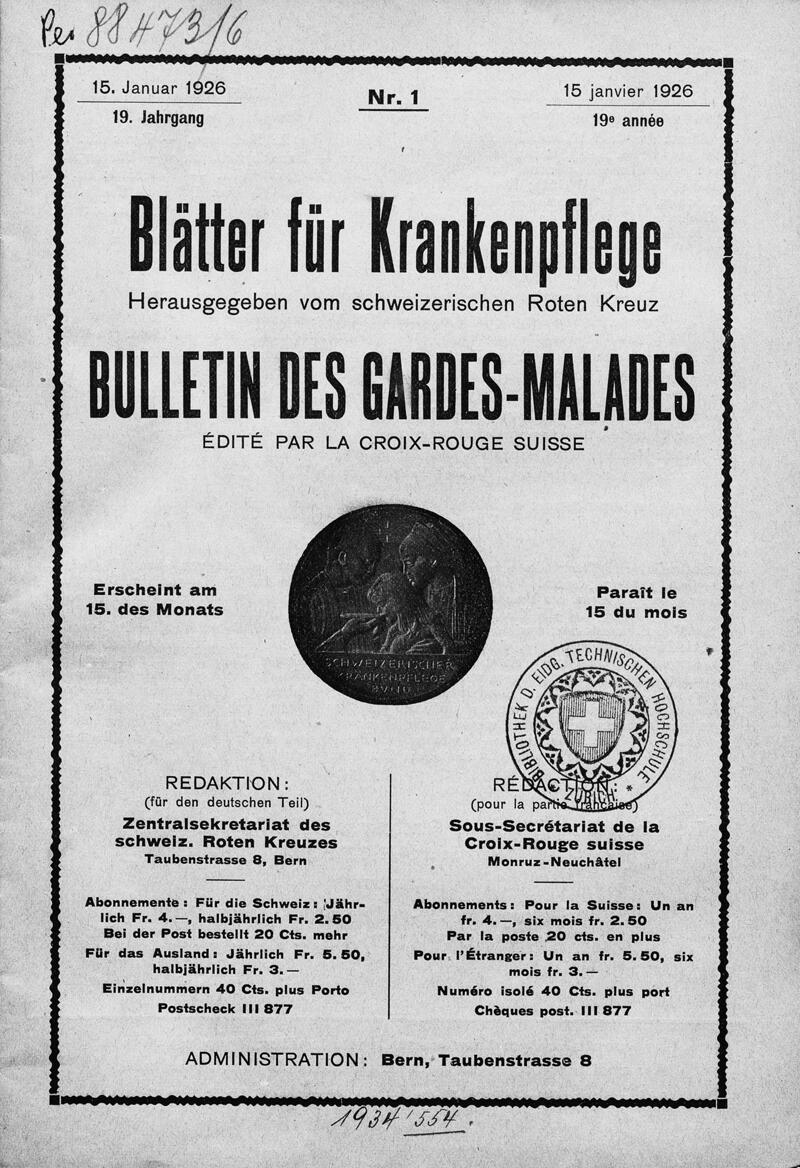 Per 88473/6
15. Januar 1926
19. Jahrgang
Nr. 1
15 janvier 1926
19e année
Blätter für Krankenpflege
Herausgegeben vom schweizerischen Roten Kreuz
BULLETIN DES GARDES-MALADES
ÉDITÉ PAR LA CROIX-ROUGE SUISSE
Erscheint am
15. des Monats
SCHWEIZERISCHER
KRANKENPFLEGE
BUND
Paraît le
15 du mois
BIBLIOTHEK D. EIDG. TECHNISCHEN HOCHSCHULE
* ZÜRICH. *
REDAKTION:
(für den deutschen Teil)
Zentralsekretariat des
schweiz. Roten Kreuzes
Taubenstrasse 8, Bern
Abonnemente: Für die Schweiz: Jähr-
lich Fr. 4.—, halbjährlich Fr. 2.50
Bei der Post bestellt 20 Cts. mehr
Für das Ausland: Jährlich Fr. 5.50,
halbjährlich Fr. 3.—
Einzelnummern 40 Cts. plus Porto
Postscheck III 877
RÉDACTION:
(pour la partie française)
Sous-Secrétariat de la
Croix-Rouge suisse
Monruz-Neuchâtel
Abonnements: Pour la Suisse: Un an
fr. 4.—, six mois fr. 2.50
Par la poste 20 cts. en plus
Pour l'Étranger: Un an fr. 5.50, six
mois fr. 3.—
Numéro isolé 40 Cts. plus port
Chèques post. III 877
ADMINISTRATION: Bern, Taubenstrasse 8
1934 '554.